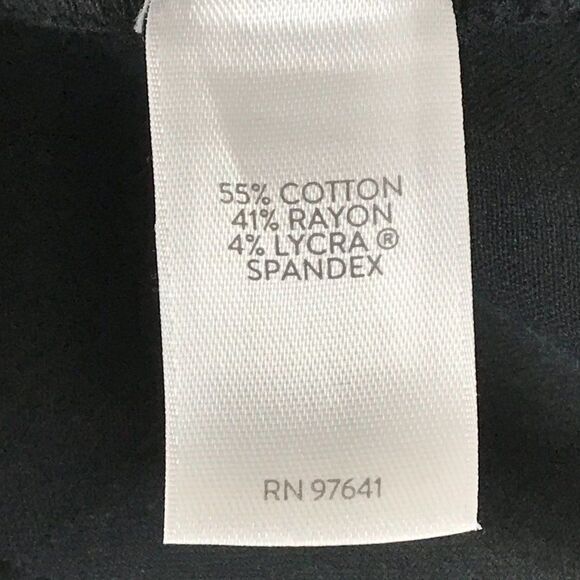 55% COTTON
41% RAYON
4% LYCRA ®
SPANDEX
RN 97641